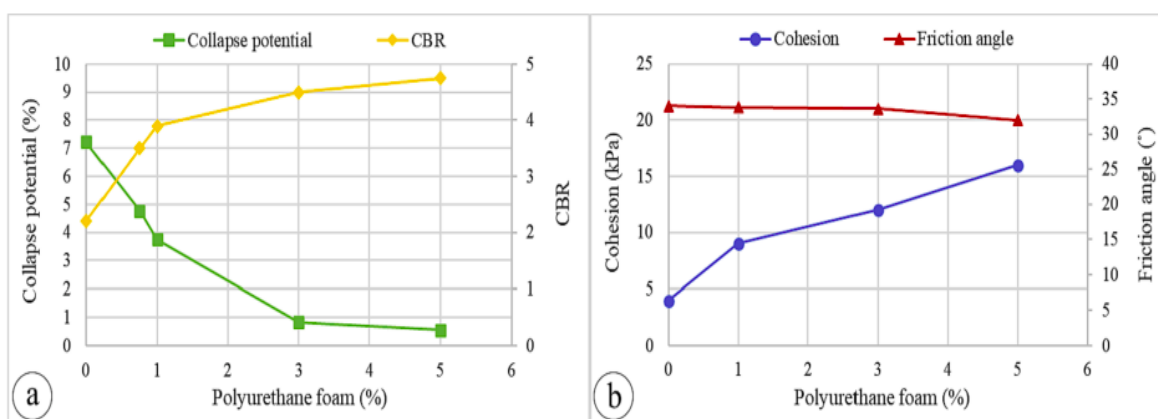 Collapse potential CBR
10
9
8
7
6
5
4
3
2
1
0
Collapse potential (%)
5
4
3
2
1
0
CBR
0 1 2 3 4 5 6
Polyurethane foam (%)
a
Cohesion Friction angle
25
20
15
10
5
0
Cohesion (kPa)
40
35
30
25
20
15
10
5
0
Friction angle (˚)
0 1 2 3 4 5 6
Polyurethane foam (%)
b